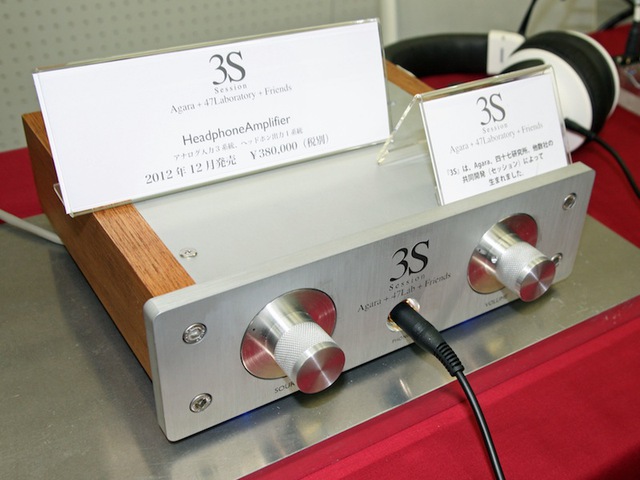 3S
Session
Agara + 47Laboratory + Friends
HeadphoneAmplifier
アナログ入力3系統、ヘッドホン出力1系統
2012年12月発売 ¥380,000(税別)
3S
Session
Agara + 47Laboratory + Friends
「3S」は、Agara、四十七研究所、他数社の
共同開発(セッション)によって
生まれました。
3S
Session
Agara + 47Lab + Friends
VOLUME